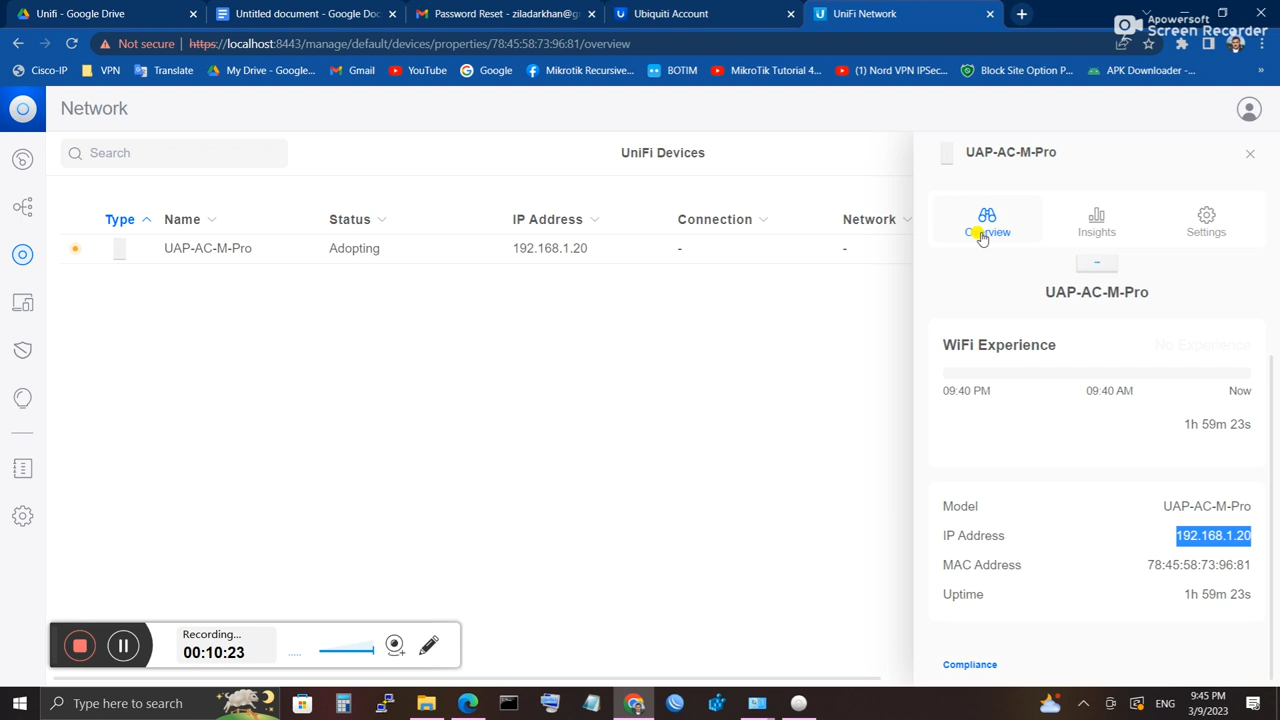 Unifi - Google Drive
Untitled document - Google Doc
Password Reset - ziladarkhan@g
Ubiquiti Account
UniFi Network
Apowersoft
Screen Recorder
Not secure
https://localhost:8443/manage/default/devices/properties/78:45:58:73:96:81/overview
Cisco-IP
VPN
Translate
My Drive - Google...
Gmail
YouTube
Google
Mikrotik Recursive...
BOTIM
MikroTik Tutorial 4...
(1) Nord VPN IPSec...
Block Site Option P...
APK Downloader -...
»
Network
Search
UniFi Devices
Type Name Status IP Address Connection Network
UAP-AC-M-Pro Adopting 192.168.1.20 - -
UAP-AC-M-Pro
Overview Insights Settings
UAP-AC-M-Pro
WiFi Experience No Experience
09:40 PM 09:40 AM Now
1h 59m 23s
Model UAP-AC-M-Pro
IP Address 192.168.1.20
MAC Address 78:45:58:73:96:81
Uptime 1h 59m 23s
Compliance
Recording...
00:10:23
Type here to search
ENG
9:45 PM
3/9/2023